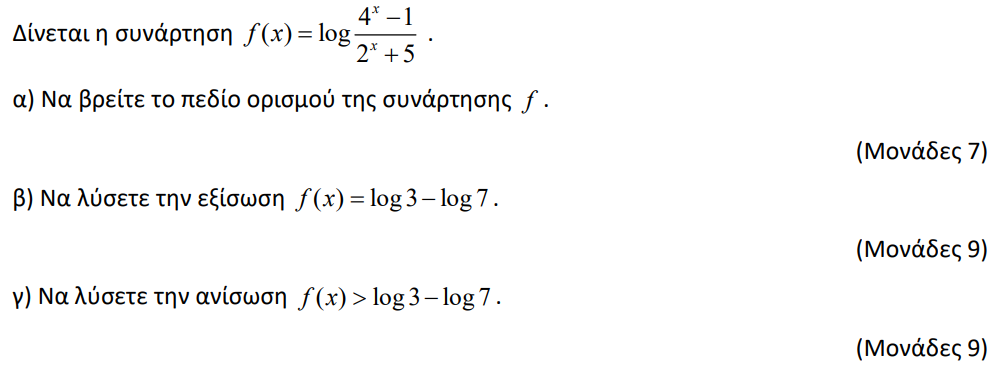 Δίνεται η συνάρτηση f(x) = log (4^x − 1)/(2^x + 5) .
α) Να βρείτε το πεδίο ορισμού της συνάρτησης f .
(Μονάδες 7)
β) Να λύσετε την εξίσωση f(x) = log 3 − log 7 .
(Μονάδες 9)
γ) Να λύσετε την ανίσωση f(x) > log 3 − log 7 .
(Μονάδες 9)